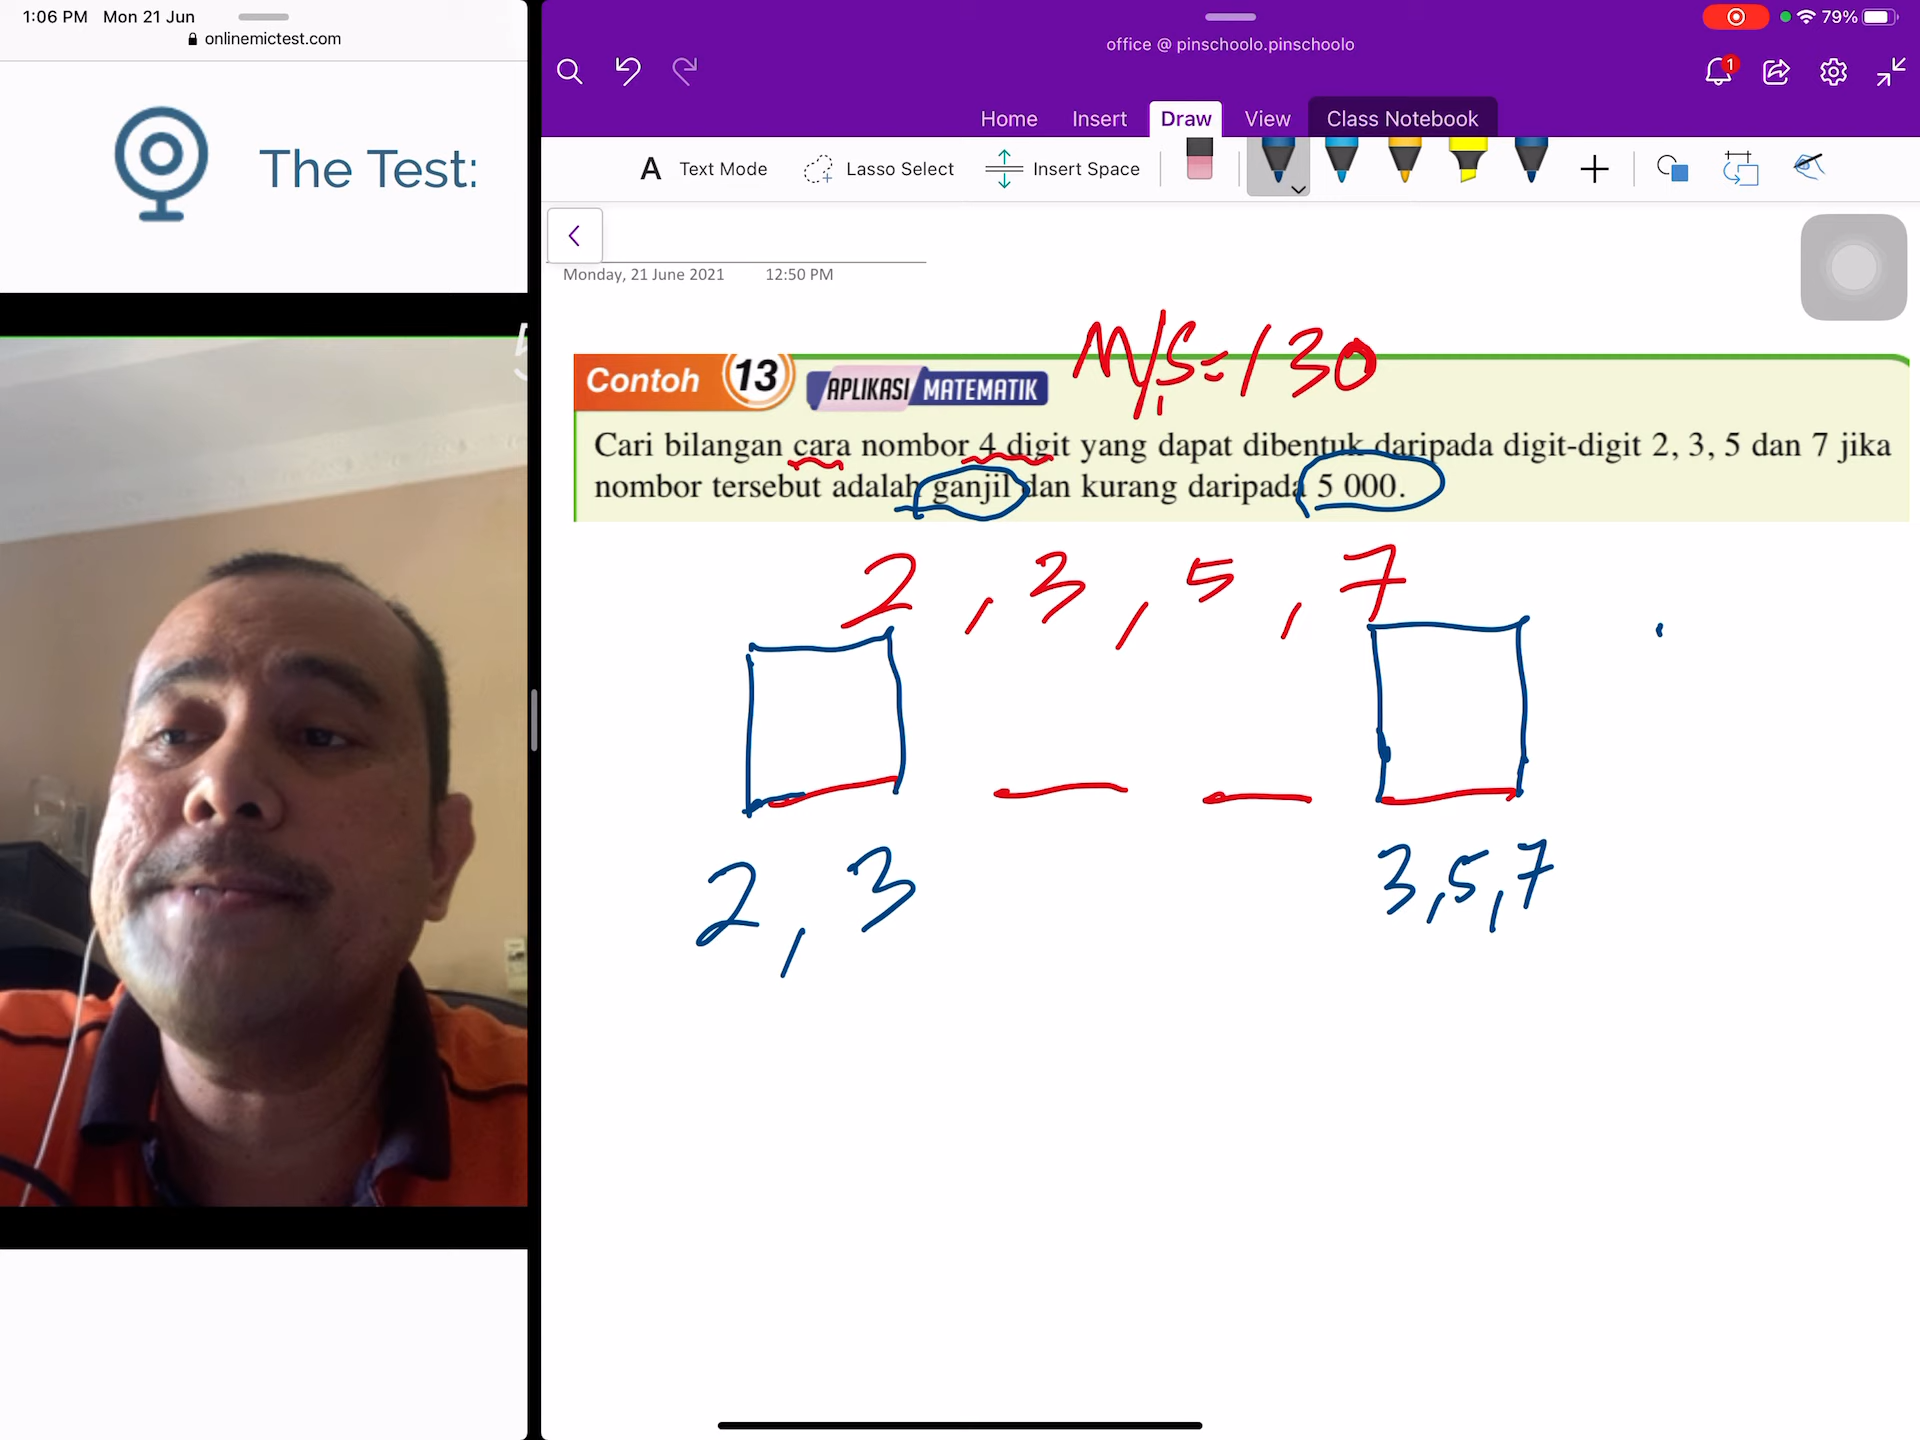 1:06 PM Mon 21 Jun
onlinemictest.com
The Test:
79%
office @ pinschoolo.pinschoolo
1
Home Insert Draw View Class Notebook
A Text Mode Lasso Select Insert Space
Monday, 21 June 2021 12:50 PM
M/S = 130
Contoh 13 APLIKASI MATEMATIK
Cari bilangan cara nombor 4 digit yang dapat dibentuk daripada digit-digit 2, 3, 5 dan 7 jika
nombor tersebut adalah ganjil dan kurang daripada 5 000.
2 , 3 , 5 , 7
2 , 3
3,5,7